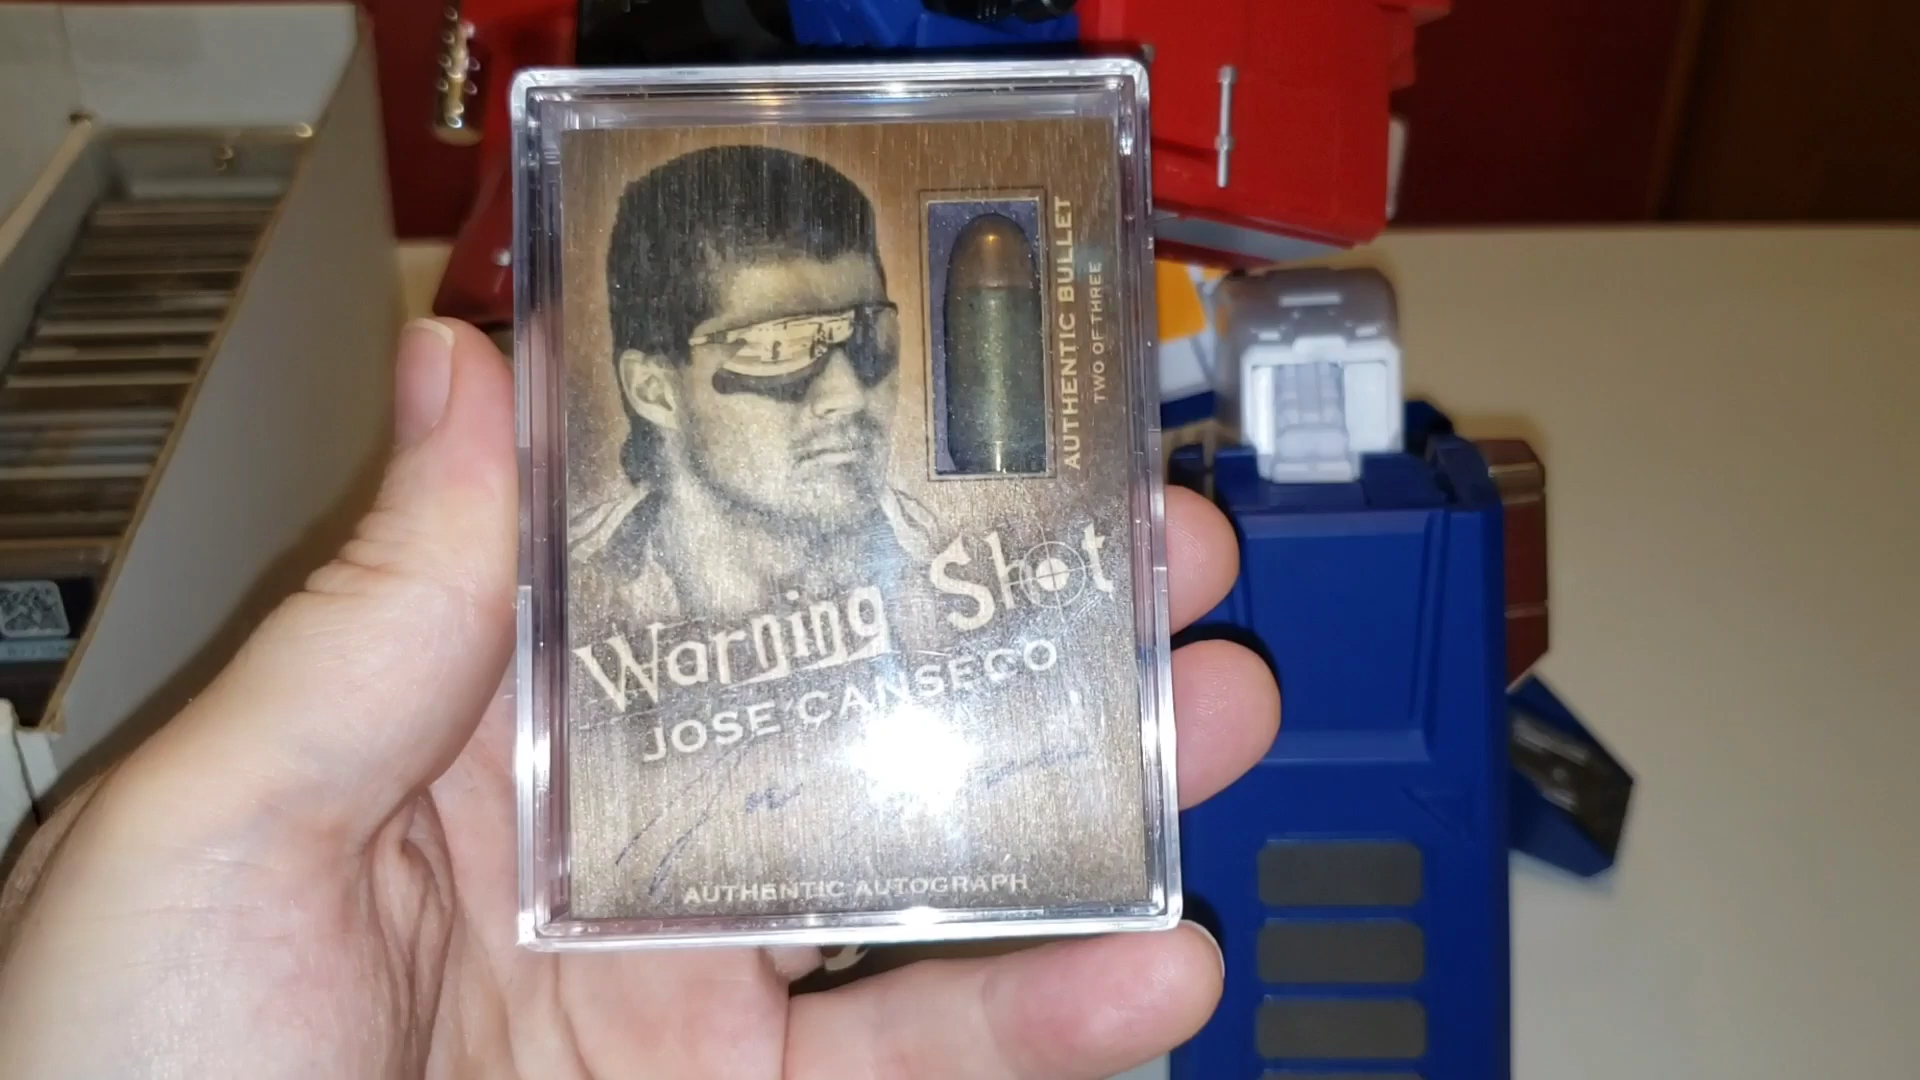 AUTHENTIC BULLET
TWO OF THREE
Warning Shot
JOSE CANSECO
AUTHENTIC AUTOGRAPH